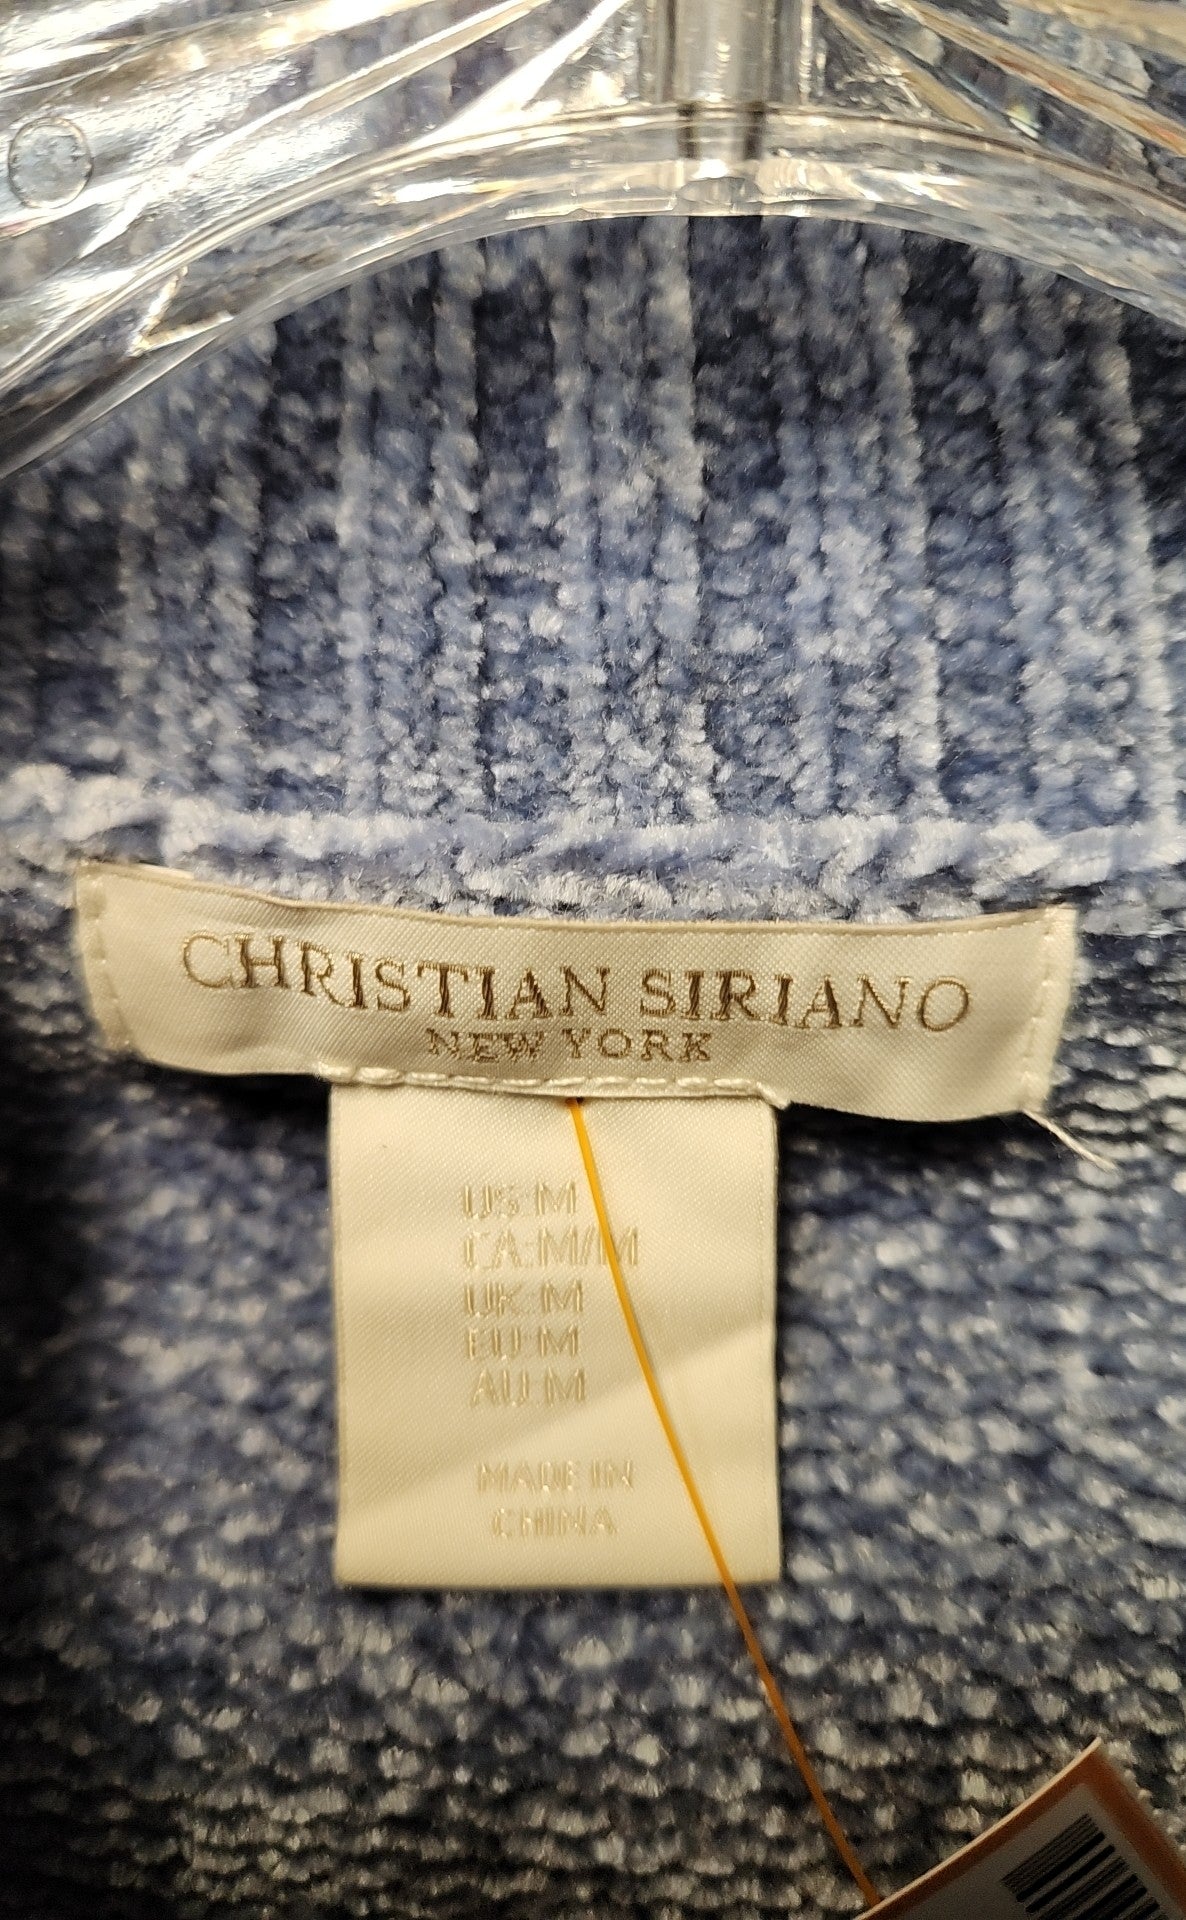 CHRISTIAN SIRIANO
NEW YORK
US: M
CA: M/M
UK: M
EU: M
AU: M
MADE IN
CHINA